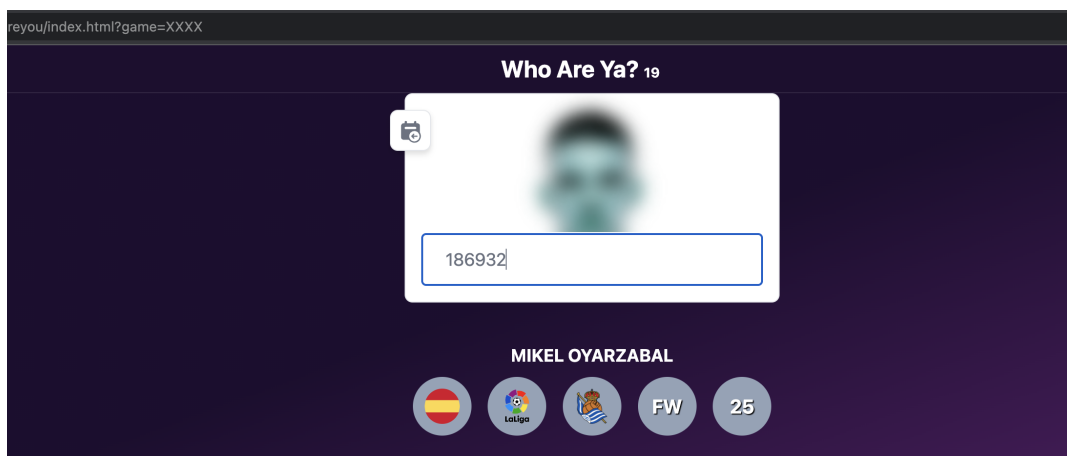 reyou/index.html?game=XXXX
Who Are Ya? 19
186932
MIKEL OYARZABAL
LaLiga FW 25